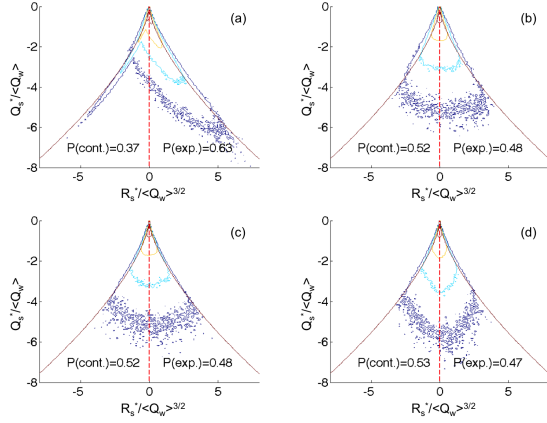 (a)
0
-2
-4
-6
-8
Q_s^*/<Q_w>
P(cont.)=0.37 P(exp.)=0.63
-5 0 5
R_s^*/<Q_w>^{3/2}
(b)
0
-2
-4
-6
-8
Q_s^*/<Q_w>
P(cont.)=0.52 P(exp.)=0.48
-5 0 5
R_s^*/<Q_w>^{3/2}
(c)
0
-2
-4
-6
-8
Q_s^*/<Q_w>
P(cont.)=0.52 P(exp.)=0.48
-5 0 5
R_s^*/<Q_w>^{3/2}
(d)
0
-2
-4
-6
-8
Q_s^*/<Q_w>
P(cont.)=0.53 P(exp.)=0.47
-5 0 5
R_s^*/<Q_w>^{3/2}